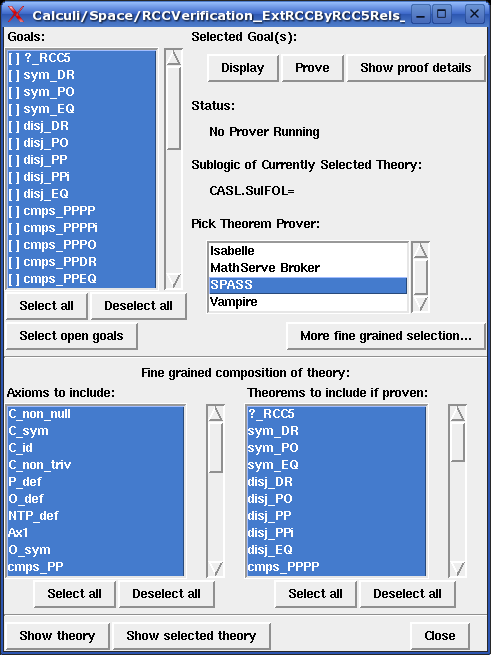 Calculi/Space/RCCVerification_ExtRCCByRCC5Rels_
Goals:
[ ] ?_RCC5
[ ] sym_DR
[ ] sym_PO
[ ] sym_EQ
[ ] disj_DR
[ ] disj_PO
[ ] disj_PP
[ ] disj_PPi
[ ] disj_EQ
[ ] cmps_PPPP
[ ] cmps_PPPPi
[ ] cmps_PPPO
[ ] cmps_PPDR
[ ] cmps_PPEQ
Select all
Deselect all
Select open goals
Selected Goal(s):
Display
Prove
Show proof details
Status:
No Prover Running
Sublogic of Currently Selected Theory:
CASL.SulFOL=
Pick Theorem Prover:
Isabelle
MathServe Broker
SPASS
Vampire
More fine grained selection...
Fine grained composition of theory:
Axioms to include:
C_non_null
C_sym
C_id
C_non_triv
P_def
O_def
NTP_def
Ax1
O_sym
cmps_PP
Select all
Deselect all
Theorems to include if proven:
?_RCC5
sym_DR
sym_PO
sym_EQ
disj_DR
disj_PO
disj_PP
disj_PPi
disj_EQ
cmps_PPPP
Select all
Deselect all
Show theory
Show selected theory
Close